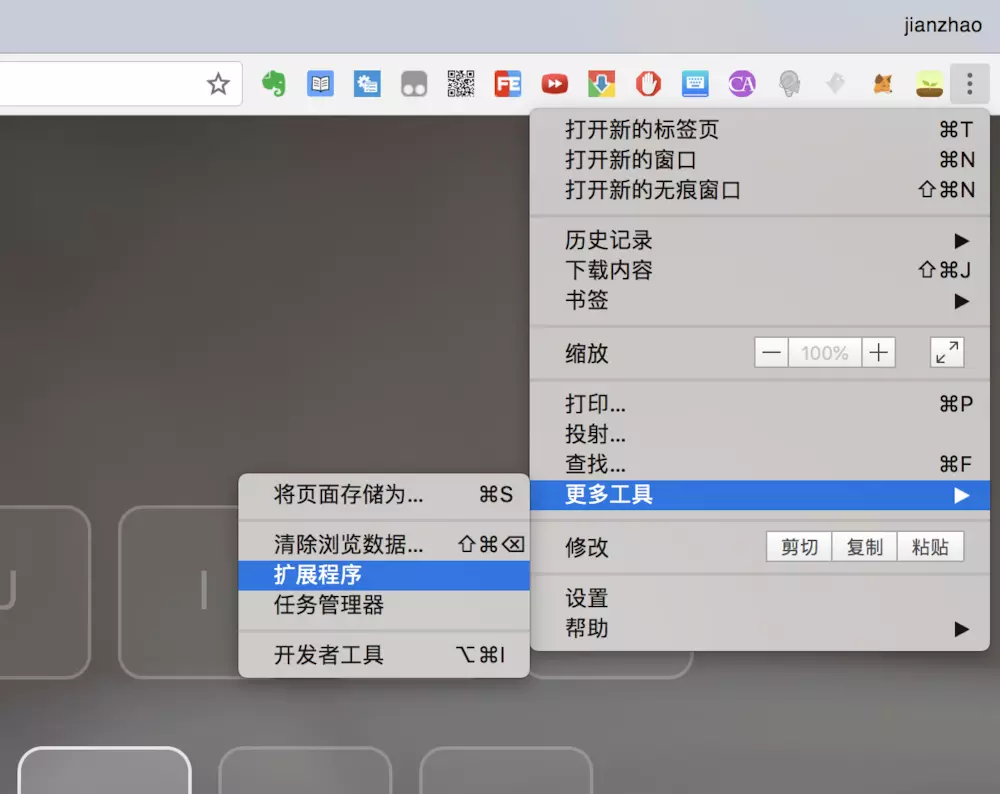 jianzhao
FE
CA
打开新的标签页 ⌘T
打开新的窗口 ⌘N
打开新的无痕窗口 ⇧⌘N
历史记录 ▶
下载内容 ⇧⌘J
书签 ▶
缩放 — 100% +
打印... ⌘P
投射...
查找... ⌘F
更多工具 ▶
将页面存储为... ⌘S
清除浏览数据... ⇧⌘⌫
扩展程序
任务管理器
开发者工具 ⌥⌘I
修改 剪切 复制 粘贴
设置
帮助 ▶
J
I